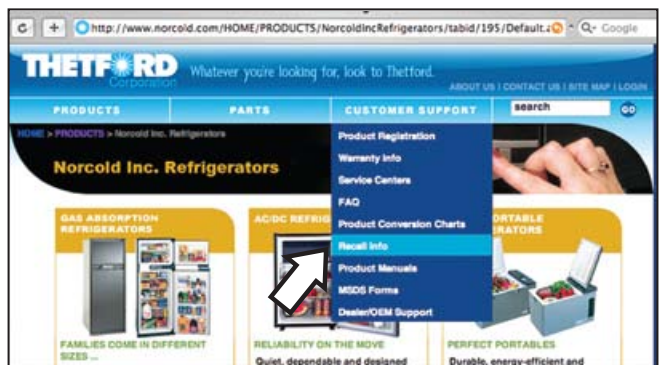 http://www.norcold.com/HOME/PRODUCTS/NorcoldIncRefrigerators/tabid/195/Default.a
Google
THETFORD
Corporation
Whatever you're looking for, look to Thetford.
ABOUT US | CONTACT US | SITE MAP | LOGIN
PRODUCTS
PARTS
CUSTOMER SUPPORT
search
GO
HOME > PRODUCTS > Norcold Inc. Refrigerators
Norcold Inc. Refrigerators
Product Registration
Warranty Info
Service Centers
FAQ
Product Conversion Charts
Recall Info
Product Manuals
MSDS Forms
Dealer/OEM Support
GAS ABSORPTION
REFRIGERATORS
AC/DC REFRIG
ORTABLE
RATORS
FAMILIES COME IN DIFFERENT
SIZES ...
RELIABILITY ON THE MOVE
Quiet, dependable and designed
PERFECT PORTABLES
Durable, energy-efficient and